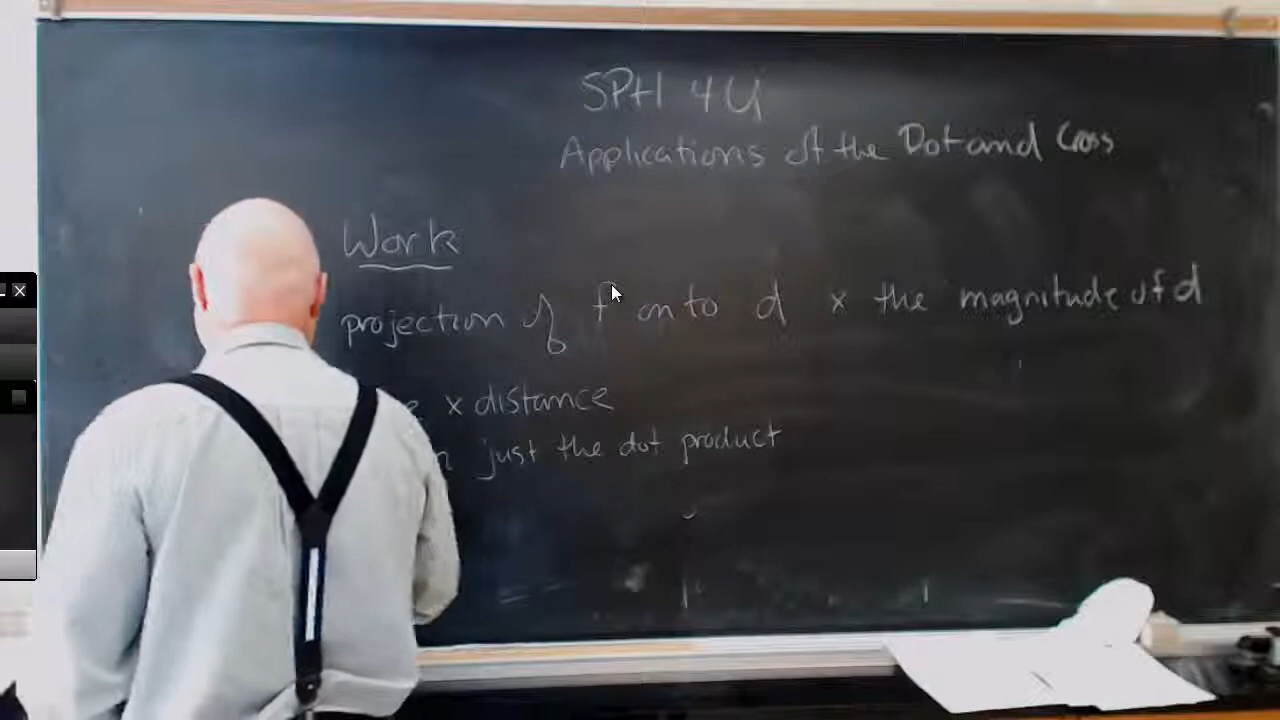 SPH 4U
Applications of the Dot and Cross
Work
projection of f onto d x the magnitude of d
x distance
just the dot product